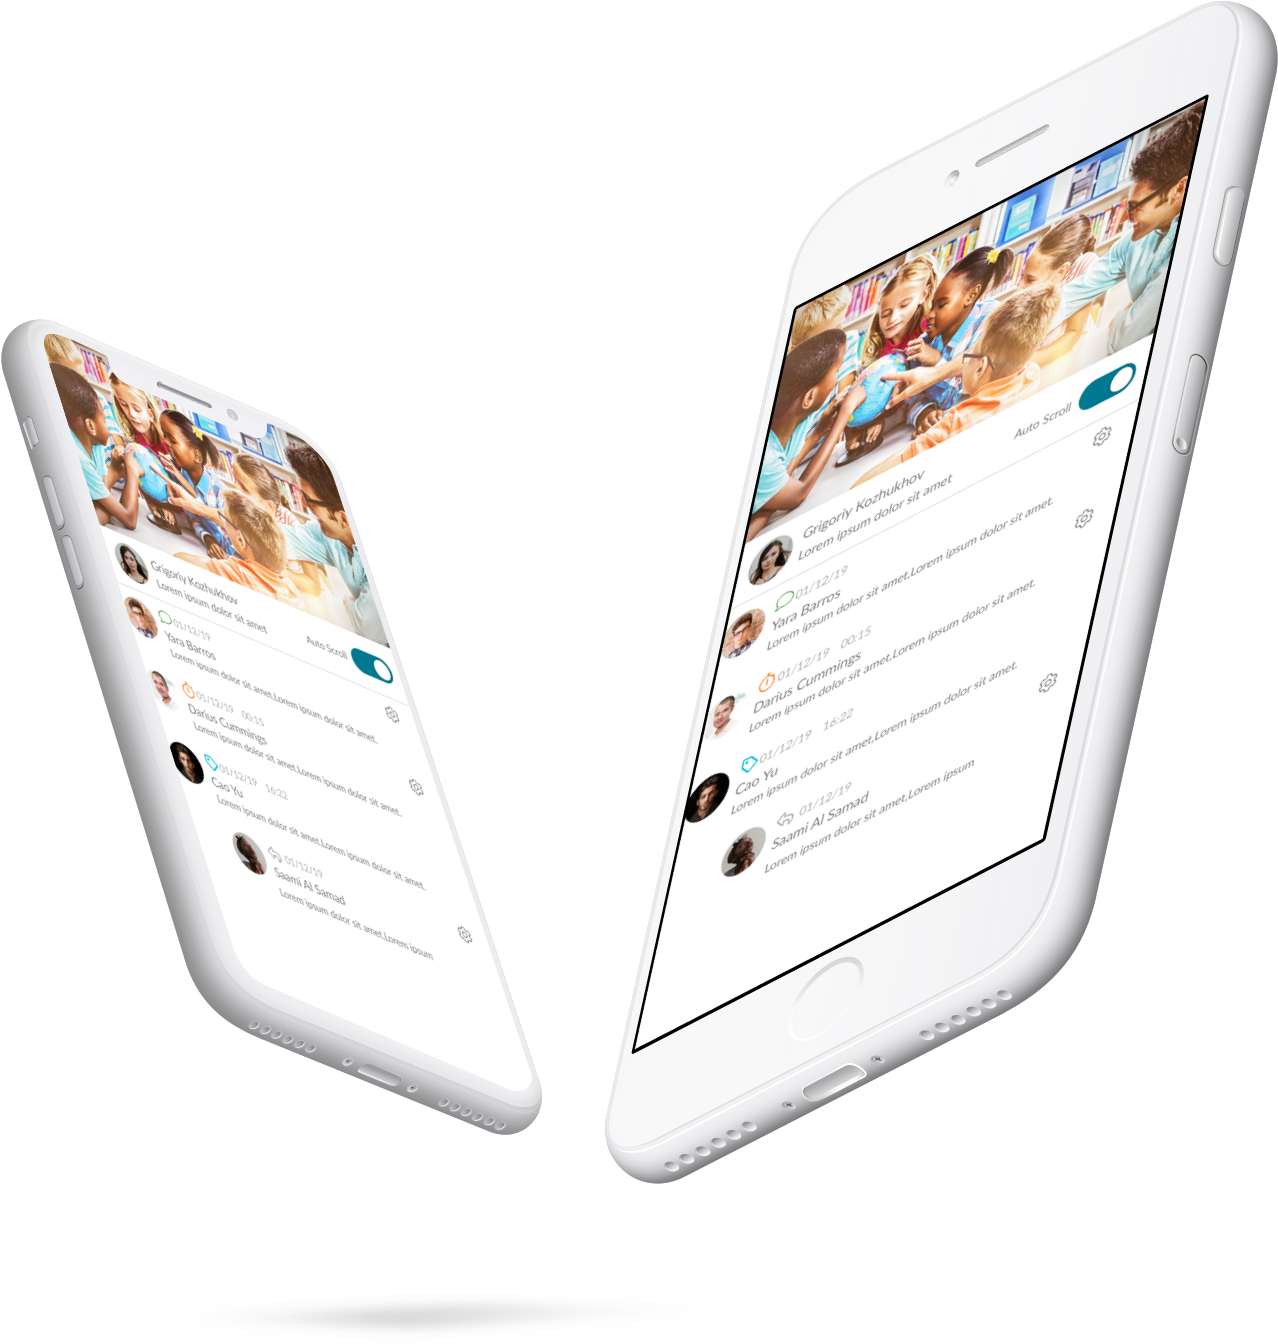 Grigoriy Kozhukhov
Lorem ipsum dolor sit amet
Auto Scroll
01/12/19
Yara Barros
Lorem ipsum dolor sit amet,Lorem ipsum dolor sit amet.
01/12/19 00:15
Darius Cummings
Lorem ipsum dolor sit amet,Lorem ipsum dolor sit amet.
01/12/19 16:22
Cao Yu
Lorem ipsum dolor sit amet,Lorem ipsum dolor sit amet.
01/12/19
Saami Al Samad
Lorem ipsum dolor sit amet,Lorem ipsum
Auto Scroll
Grigoriy Kozhukhov
Lorem ipsum dolor sit amet
01/12/19
Yara Barros
Lorem ipsum dolor sit amet,Lorem ipsum dolor sit amet.
01/12/19 00:15
Darius Cummings
Lorem ipsum dolor sit amet,Lorem ipsum dolor sit amet.
01/12/19 16:22
Cao Yu
Lorem ipsum dolor sit amet,Lorem ipsum dolor sit amet.
01/12/19
Saami Al Samad
Lorem ipsum dolor sit amet,Lorem ipsum